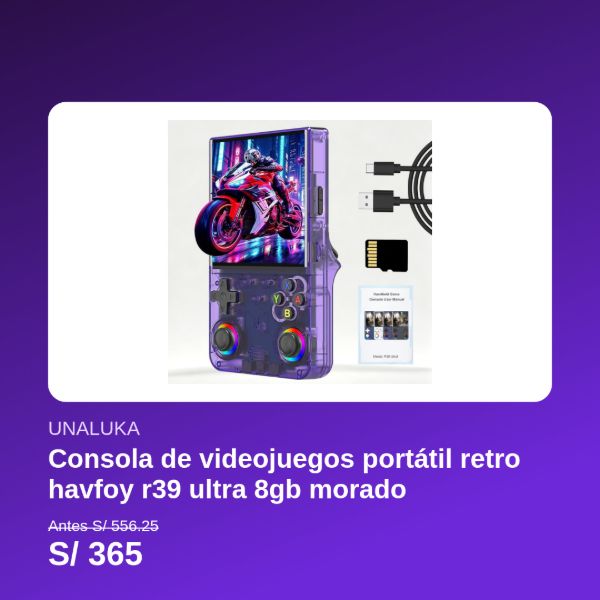 Y
A
B
UNALUKA
Consola de videojuegos portátil retro
havfoy r39 ultra 8gb morado
Antes S/ 556.25
S/ 365